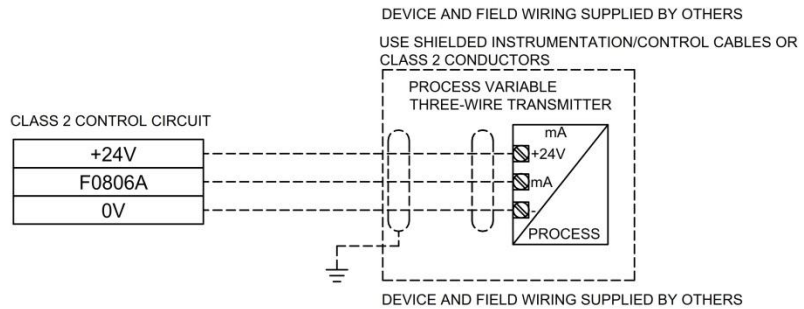 DEVICE AND FIELD WIRING SUPPLIED BY OTHERS
USE SHIELDED INSTRUMENTATION/CONTROL CABLES OR
CLASS 2 CONDUCTORS
PROCESS VARIABLE
THREE-WIRE TRANSMITTER
CLASS 2 CONTROL CIRCUIT
mA
+24V
+24V
F0806A
mA
0V
-
PROCESS
DEVICE AND FIELD WIRING SUPPLIED BY OTHERS